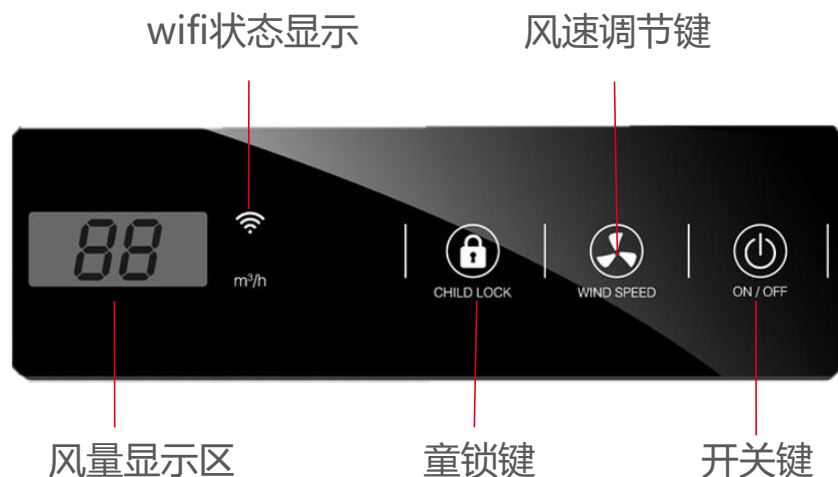 wifi状态显示
风速调节键
88
m³/h
CHILD LOCK
WIND SPEED
ON / OFF
风量显示区
童锁键
开关键